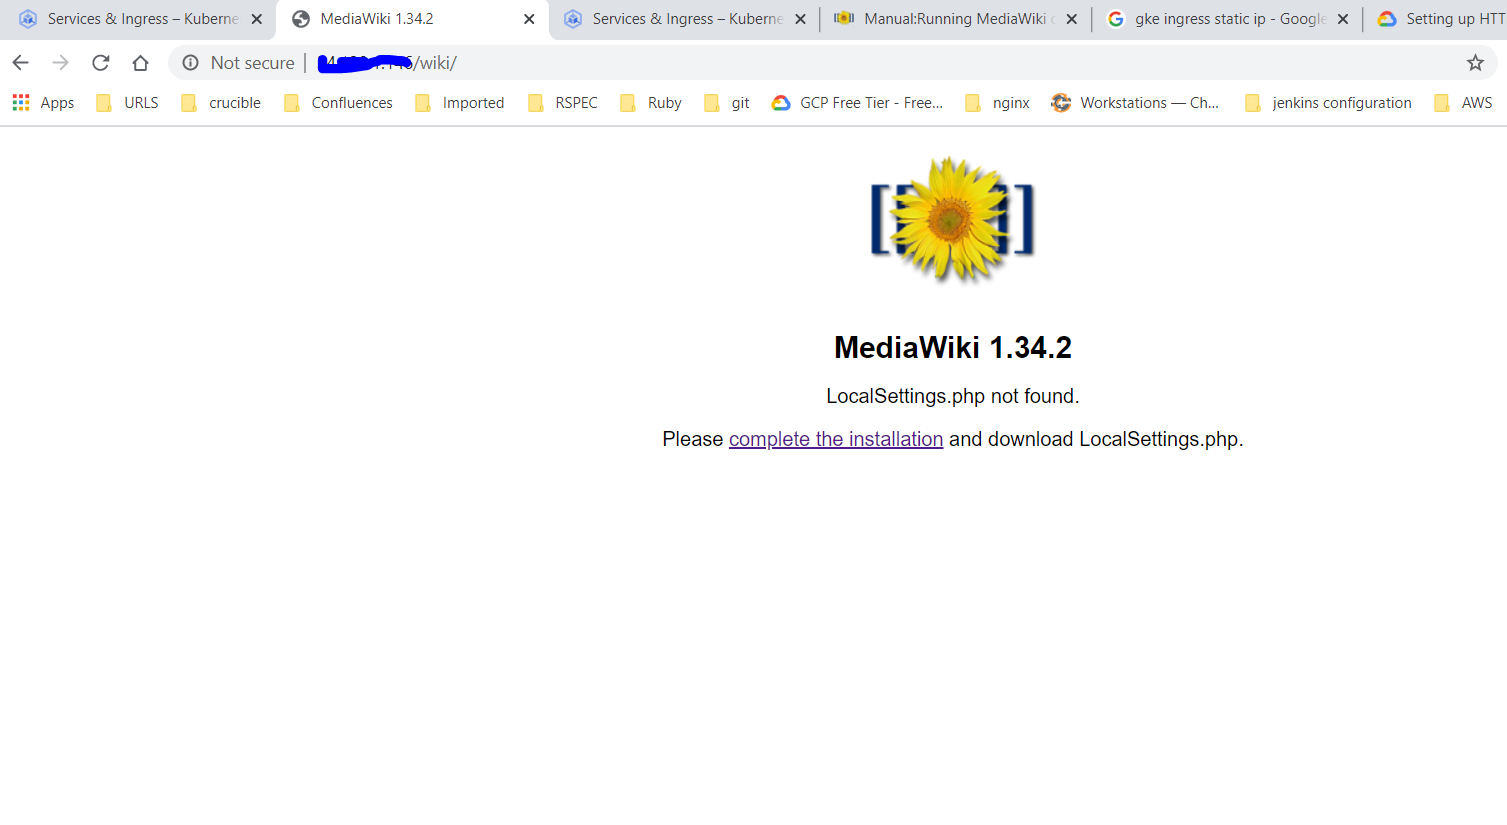 Services & Ingress – Kuberne
MediaWiki 1.34.2
Services & Ingress – Kuberne
Manual:Running MediaWiki
gke ingress static ip - Google
Setting up HTT
Not secure
/wiki/
Apps URLS crucible Confluences Imported RSPEC Ruby git GCP Free Tier - Free... nginx Workstations — Ch... jenkins configuration AWS
MediaWiki 1.34.2
LocalSettings.php not found.
Please complete the installation and download LocalSettings.php.